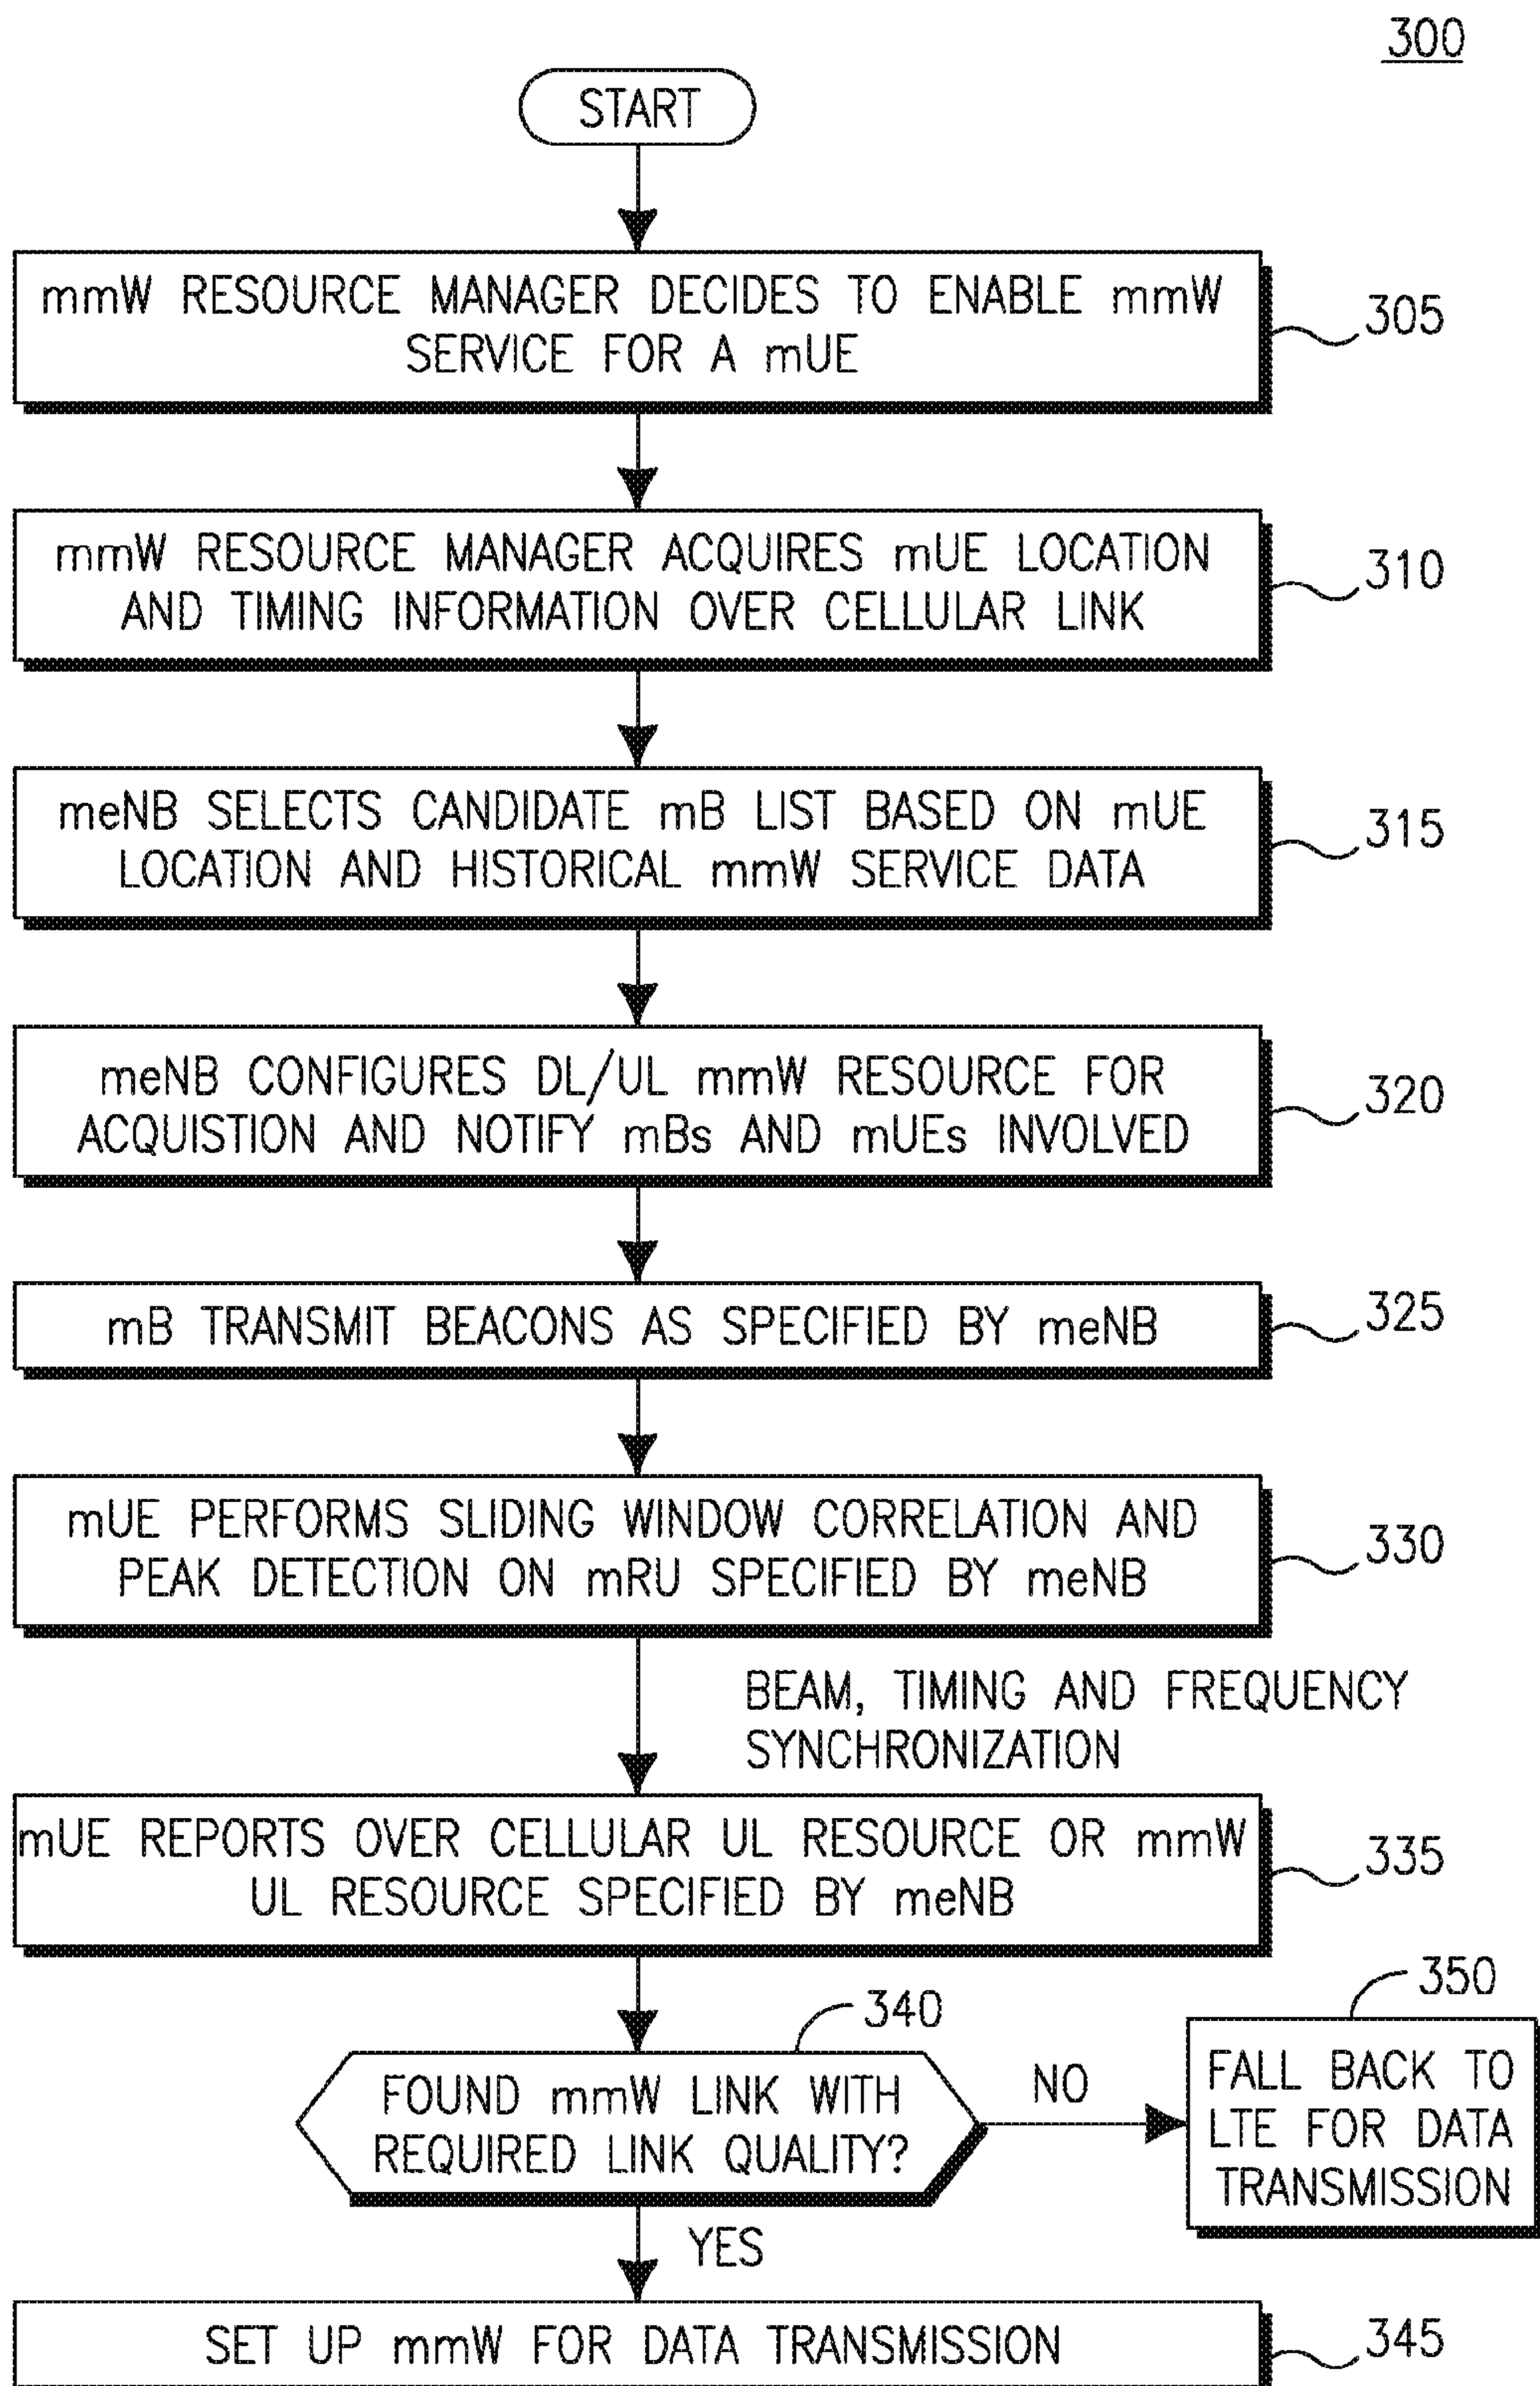 300
START
mmW RESOURCE MANAGER DECIDES TO ENABLE mmW
SERVICE FOR A mUE
305
mmW RESOURCE MANAGER ACQUIRES mUE LOCATION
AND TIMING INFORMATION OVER CELLULAR LINK
310
meNB SELECTS CANDIDATE mB LIST BASED ON mUE
LOCATION AND HISTORICAL mmW SERVICE DATA
315
meNB CONFIGURES DL/UL mmW RESOURCE FOR
ACQUISTION AND NOTIFY mBs AND mUEs INVOLVED
320
mB TRANSMIT BEACONS AS SPECIFIED BY meNB
325
mUE PERFORMS SLIDING WINDOW CORRELATION AND
PEAK DETECTION ON mRU SPECIFIED BY meNB
330
BEAM, TIMING AND FREQUENCY
SYNCHRONIZATION
mUE REPORTS OVER CELLULAR UL RESOURCE OR mmW
UL RESOURCE SPECIFIED BY meNB
335
340
FOUND mmW LINK WITH
REQUIRED LINK QUALITY?
NO
350
FALL BACK TO
LTE FOR DATA
TRANSMISSION
YES
SET UP mmW FOR DATA TRANSMISSION
345